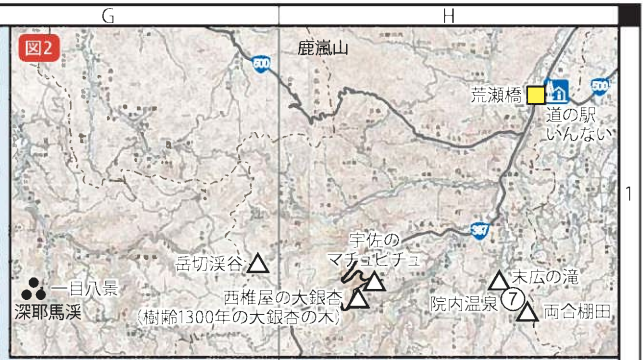 G
H
図2
鹿嵐山
500
荒瀬橋
500
道の駅
いんない
1
387
宇佐の
マチュピチュ
岳切渓谷
一目八景
深耶馬渓
西椎屋の大銀杏
(樹齢1300年の大銀杏の木)
末広の滝
院内温泉
7
両合棚田